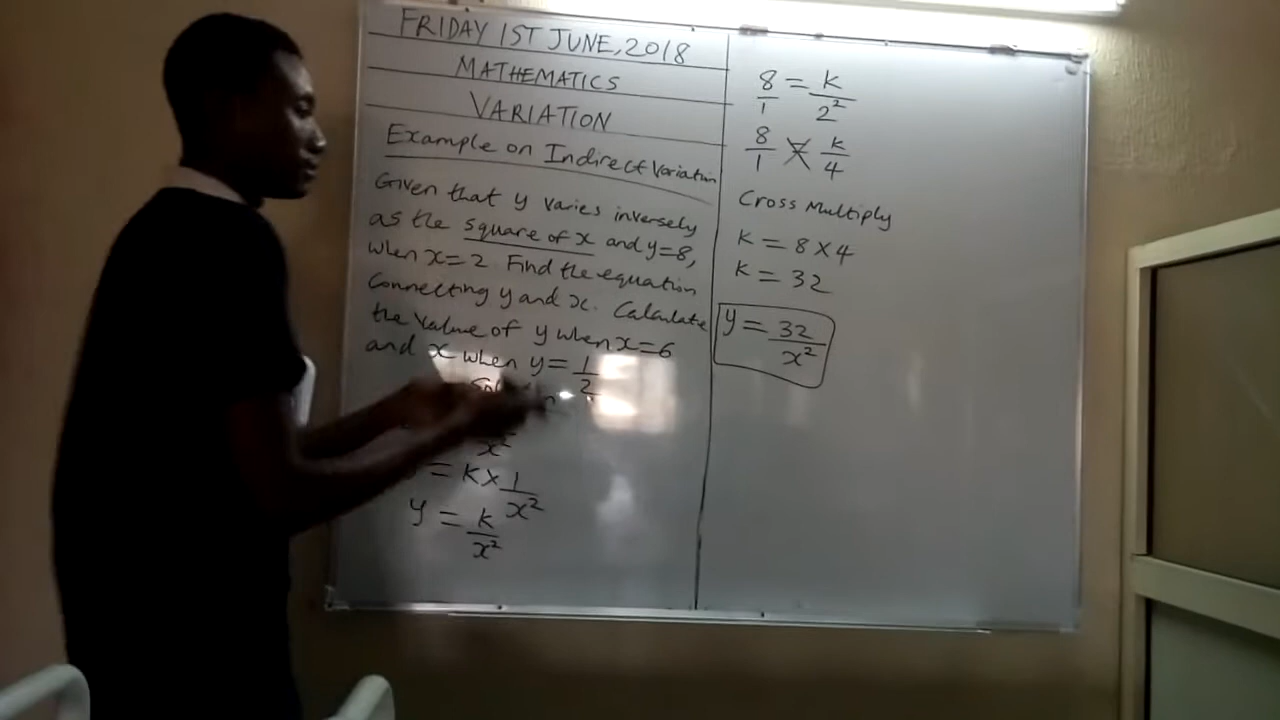 FRIDAY 1ST JUNE, 2018
MATHEMATICS
VARIATION
Example on Indirect Variation
Given that y varies inversely
as the square of x and y=8,
when x=2. Find the equation
connecting y and x. Calculate
the value of y when x=6
and x when y= 1/2
x²
= K × 1/x²
y = k/x²
8/1 = k/2²
8/1 = k/4
Cross Multiply
k = 8 × 4
k = 32
y = 32/x²